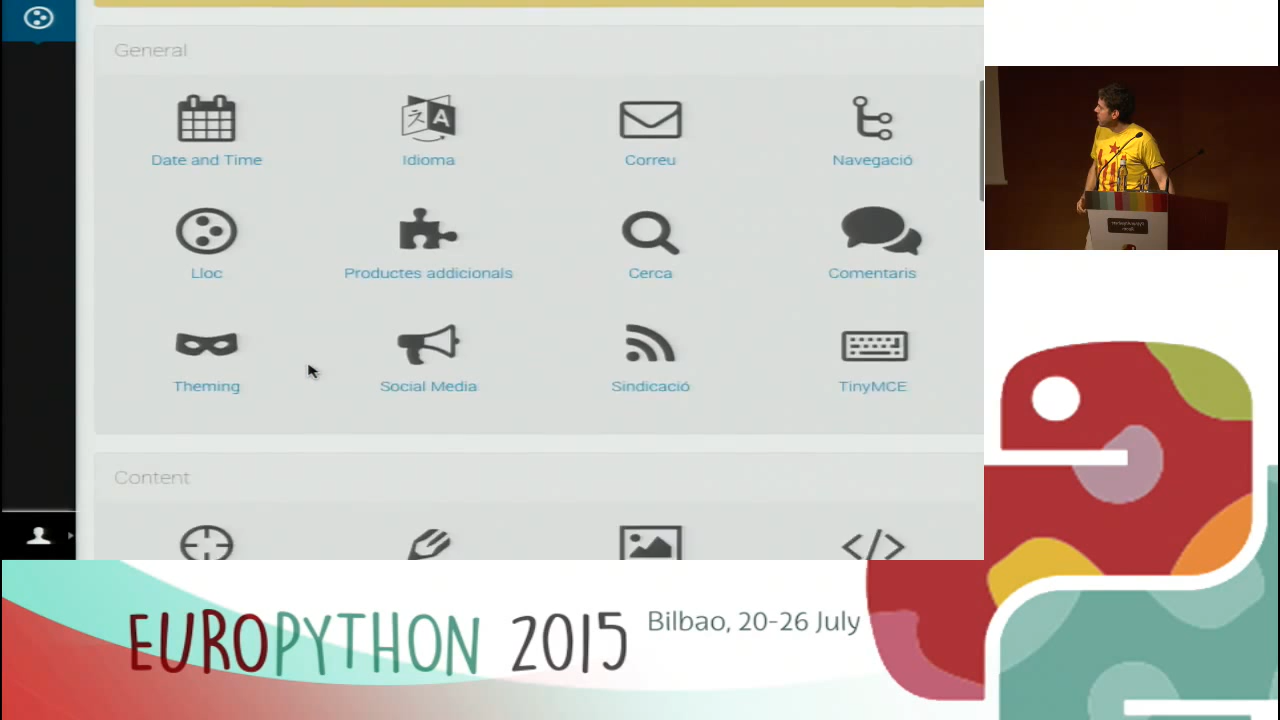 General
Date and Time
Idioma
Correu
Navegació
Lloc
Productes addicionals
Cerca
Comentaris
Theming
Social Media
Sindicació
TinyMCE
Content
EUROPYTHON 2015
Bilbao, 20-26 July